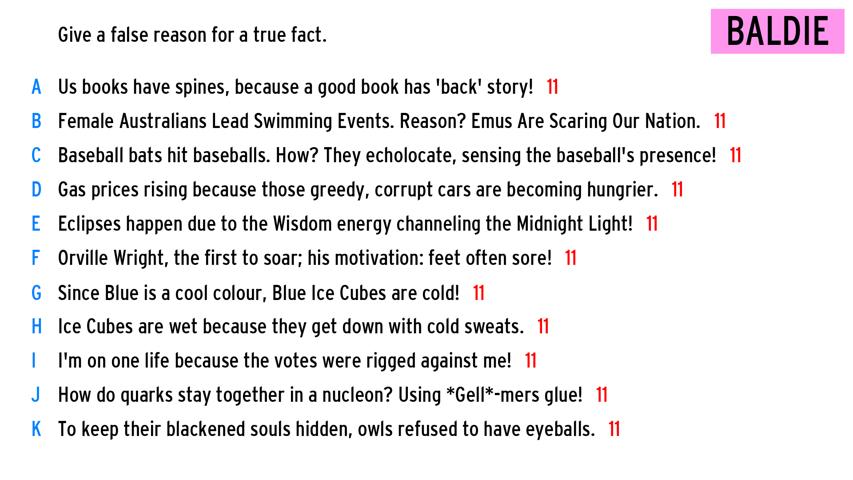 Give a false reason for a true fact.
BALDIE
A Us books have spines, because a good book has 'back' story! 11
B Female Australians Lead Swimming Events. Reason? Emus Are Scaring Our Nation. 11
C Baseball bats hit baseballs. How? They echolocate, sensing the baseball's presence! 11
D Gas prices rising because those greedy, corrupt cars are becoming hungrier. 11
E Eclipses happen due to the Wisdom energy channeling the Midnight Light! 11
F Orville Wright, the first to soar; his motivation: feet often sore! 11
G Since Blue is a cool colour, Blue Ice Cubes are cold! 11
H Ice Cubes are wet because they get down with cold sweats. 11
I I'm on one life because the votes were rigged against me! 11
J How do quarks stay together in a nucleon? Using *Gell*-mers glue! 11
K To keep their blackened souls hidden, owls refused to have eyeballs. 11